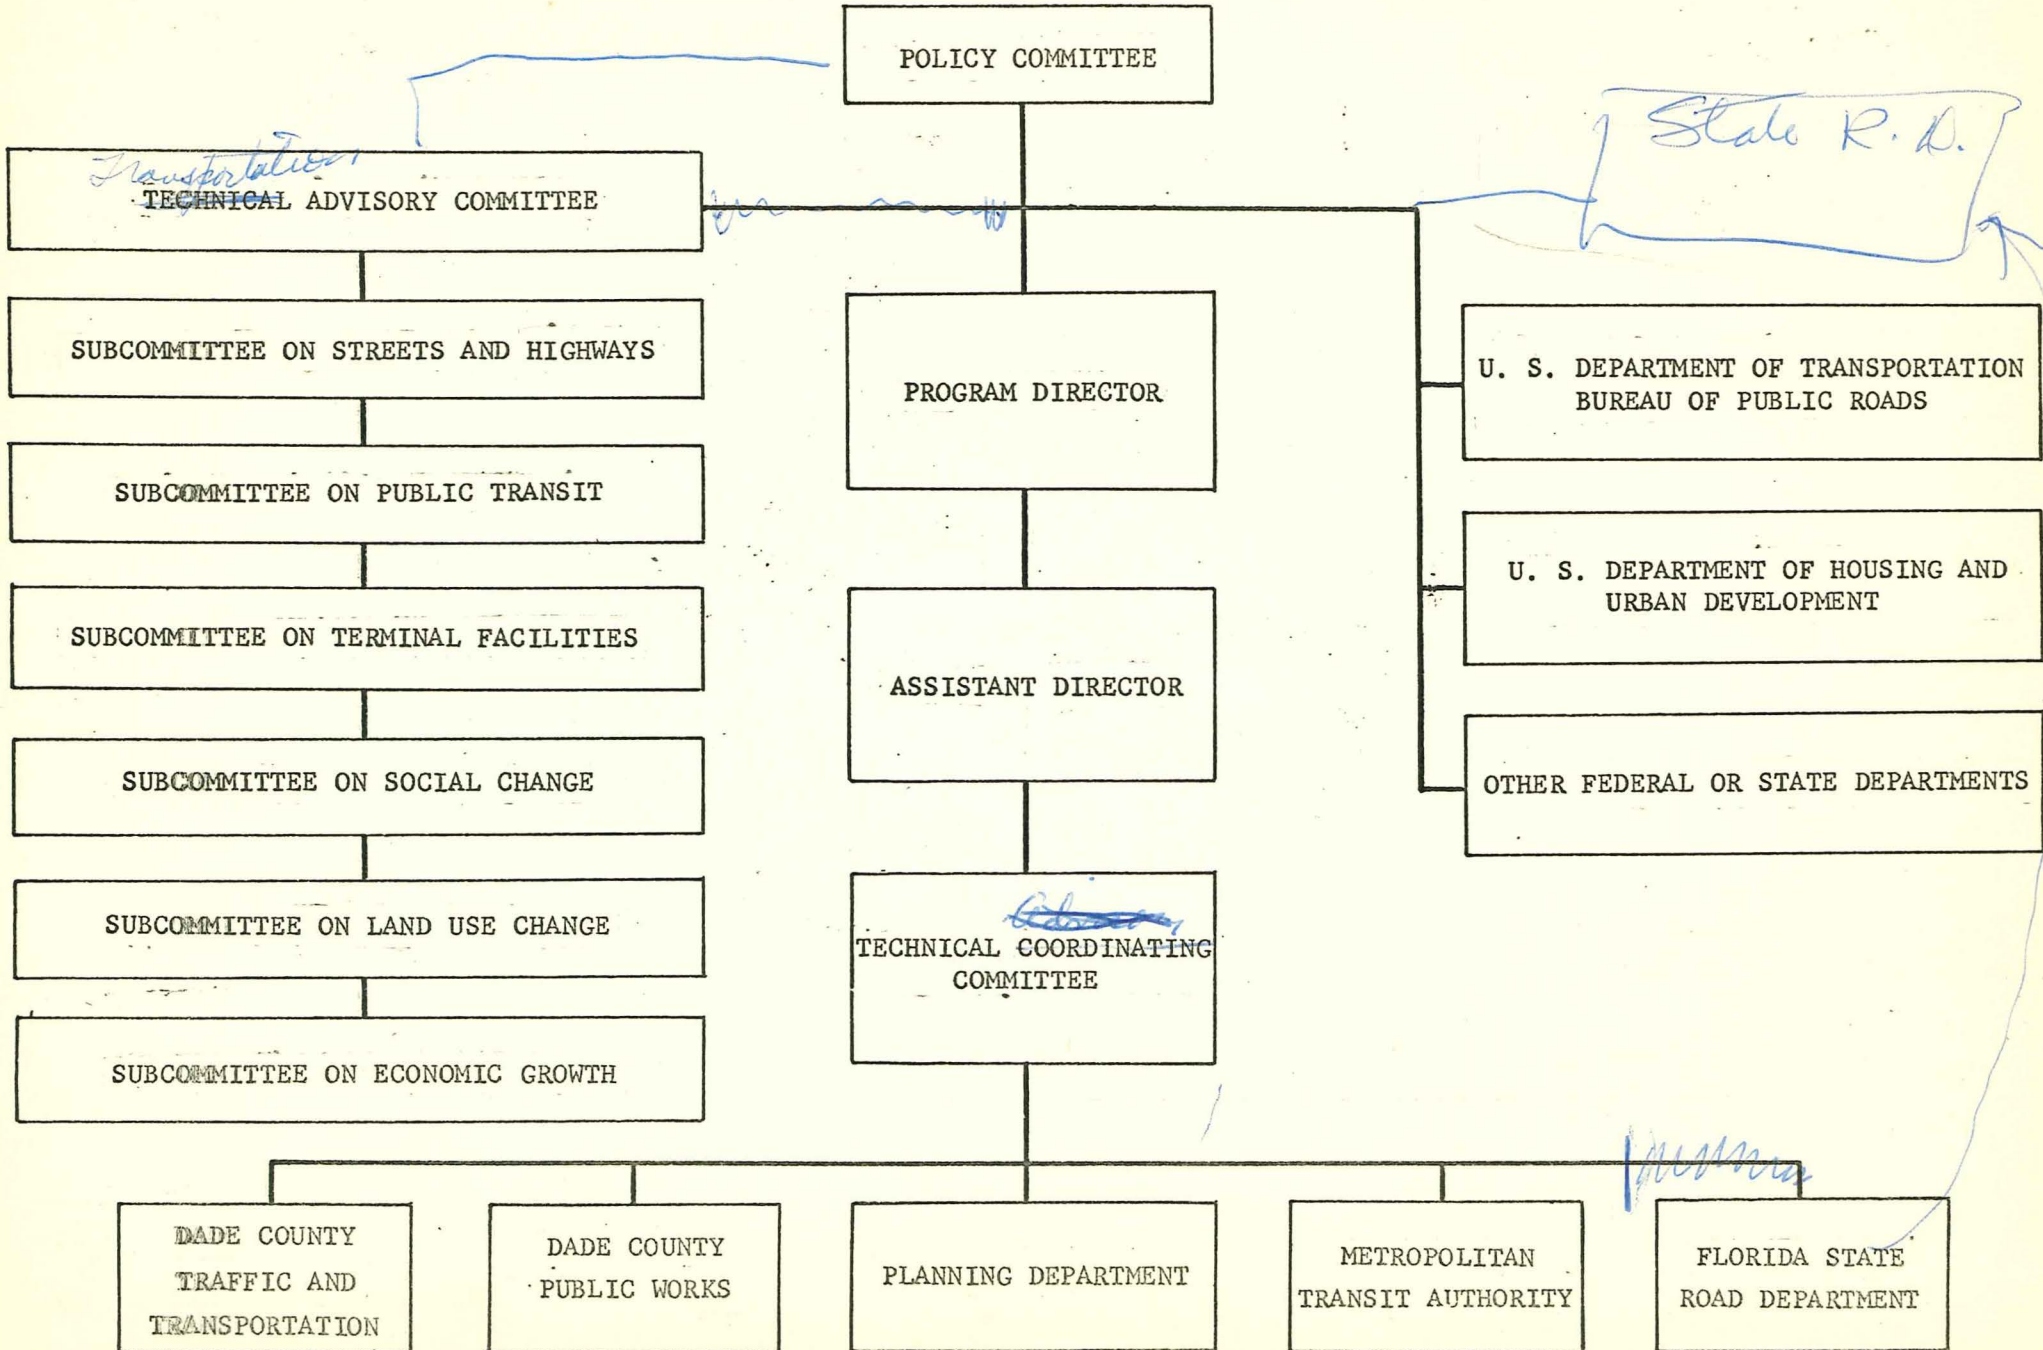 POLICY COMMITTEE
State R. D.
Transportation
TECHNICAL ADVISORY COMMITTEE
SUBCOMMITTEE ON STREETS AND HIGHWAYS
SUBCOMMITTEE ON PUBLIC TRANSIT
SUBCOMMITTEE ON TERMINAL FACILITIES
SUBCOMMITTEE ON SOCIAL CHANGE
SUBCOMMITTEE ON LAND USE CHANGE
SUBCOMMITTEE ON ECONOMIC GROWTH
PROGRAM DIRECTOR
ASSISTANT DIRECTOR
TECHNICAL COORDINATING
COMMITTEE
U. S. DEPARTMENT OF TRANSPORTATION
BUREAU OF PUBLIC ROADS
U. S. DEPARTMENT OF HOUSING AND
URBAN DEVELOPMENT
OTHER FEDERAL OR STATE DEPARTMENTS
DADE COUNTY
TRAFFIC AND
TRANSPORTATION
DADE COUNTY
PUBLIC WORKS
PLANNING DEPARTMENT
METROPOLITAN
TRANSIT AUTHORITY
FLORIDA STATE
ROAD DEPARTMENT